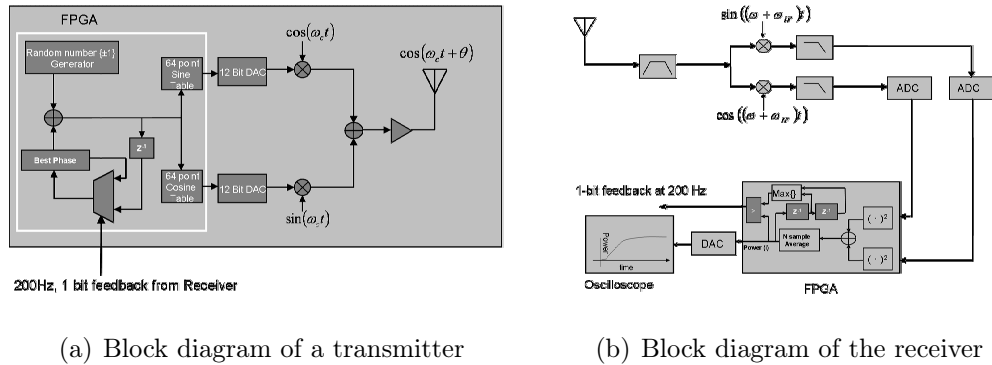 FPGA
Random number {±1}
Generator
64 point
Sine
Table
12 Bit DAC
cos(ω_c t)
cos(ω_c t + θ)
Z⁻¹
Best Phase
64 point
Cosine
Table
12 Bit DAC
sin(ω_c t)
200Hz, 1 bit feedback from Receiver
(a) Block diagram of a transmitter
sin((ω + ω_IF)t)
ADC
ADC
cos((ω + ω_IF)t)
1-bit feedback at 200 Hz
Max{}
>
Z⁻¹
Z⁻¹
( · )²
N sample
Average
Power (t)
( · )²
DAC
Power
time
Oscilloscope
FPGA
(b) Block diagram of the receiver